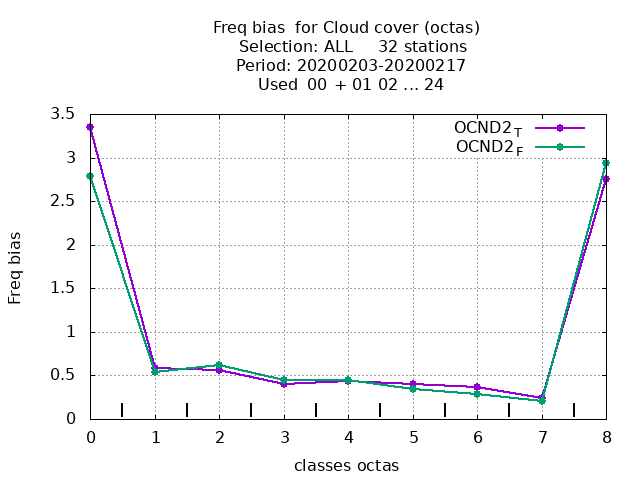 Freq bias  for Cloud cover (octas)
Selection: ALL     32 stations
Period: 20200203-20200217
Used  00  + 01 02 ... 24
OCND2T
OCND2F
3.5
3
2.5
2
1.5
1
0.5
0
Freq bias
0 1 2 3 4 5 6 7 8
classes octas